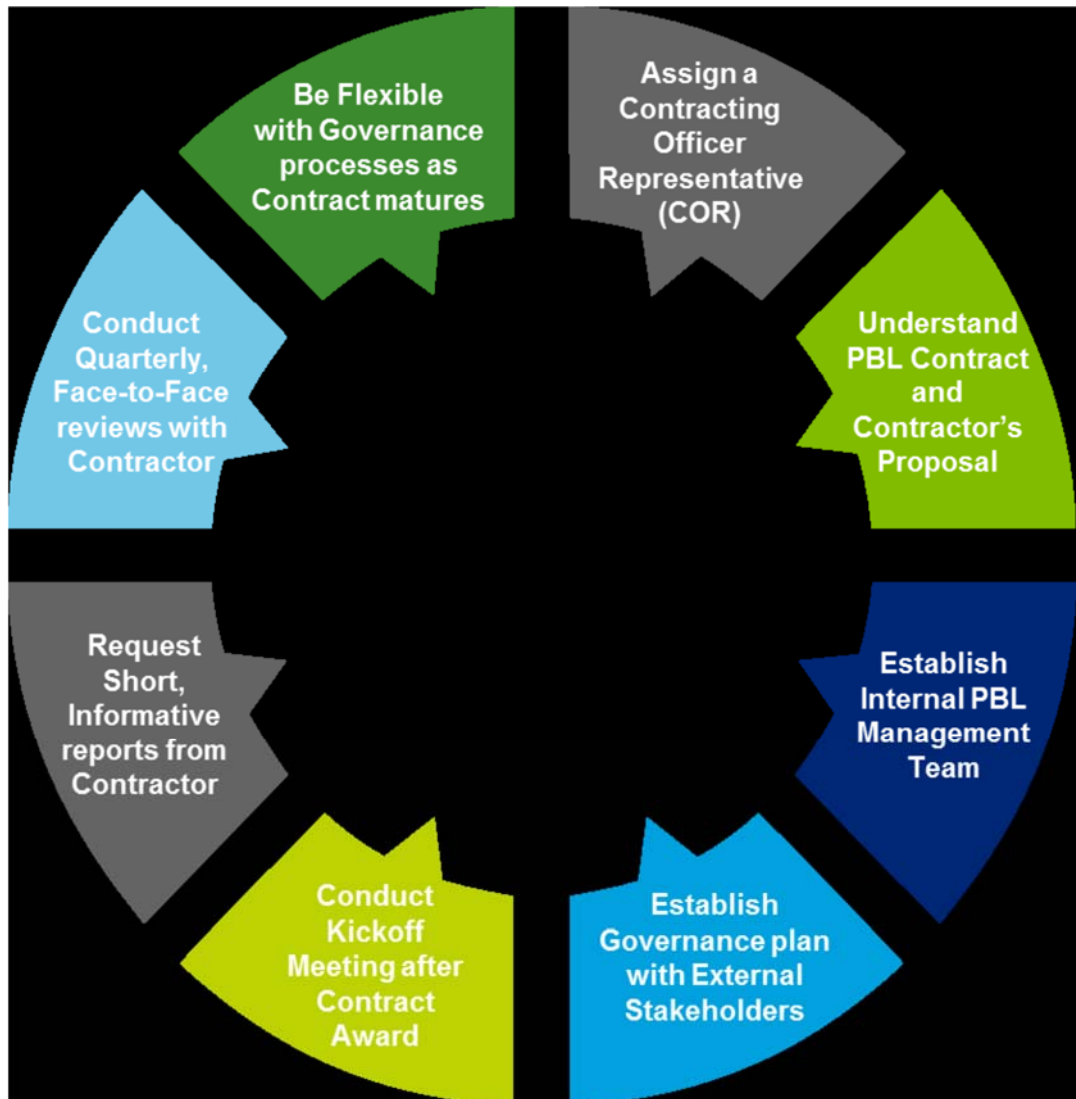 Assign a
Contracting
Officer
Representative
(COR)
Understand
PBL Contract
and
Contractor’s
Proposal
Establish
Internal PBL
Management
Team
Establish
Governance plan
with External
Stakeholders
Conduct
Kickoff
Meeting after
Contract
Award
Request
Short,
Informative
reports from
Contractor
Conduct
Quarterly,
Face-to-Face
reviews with
Contractor
Be Flexible
with Governance
processes as
Contract matures